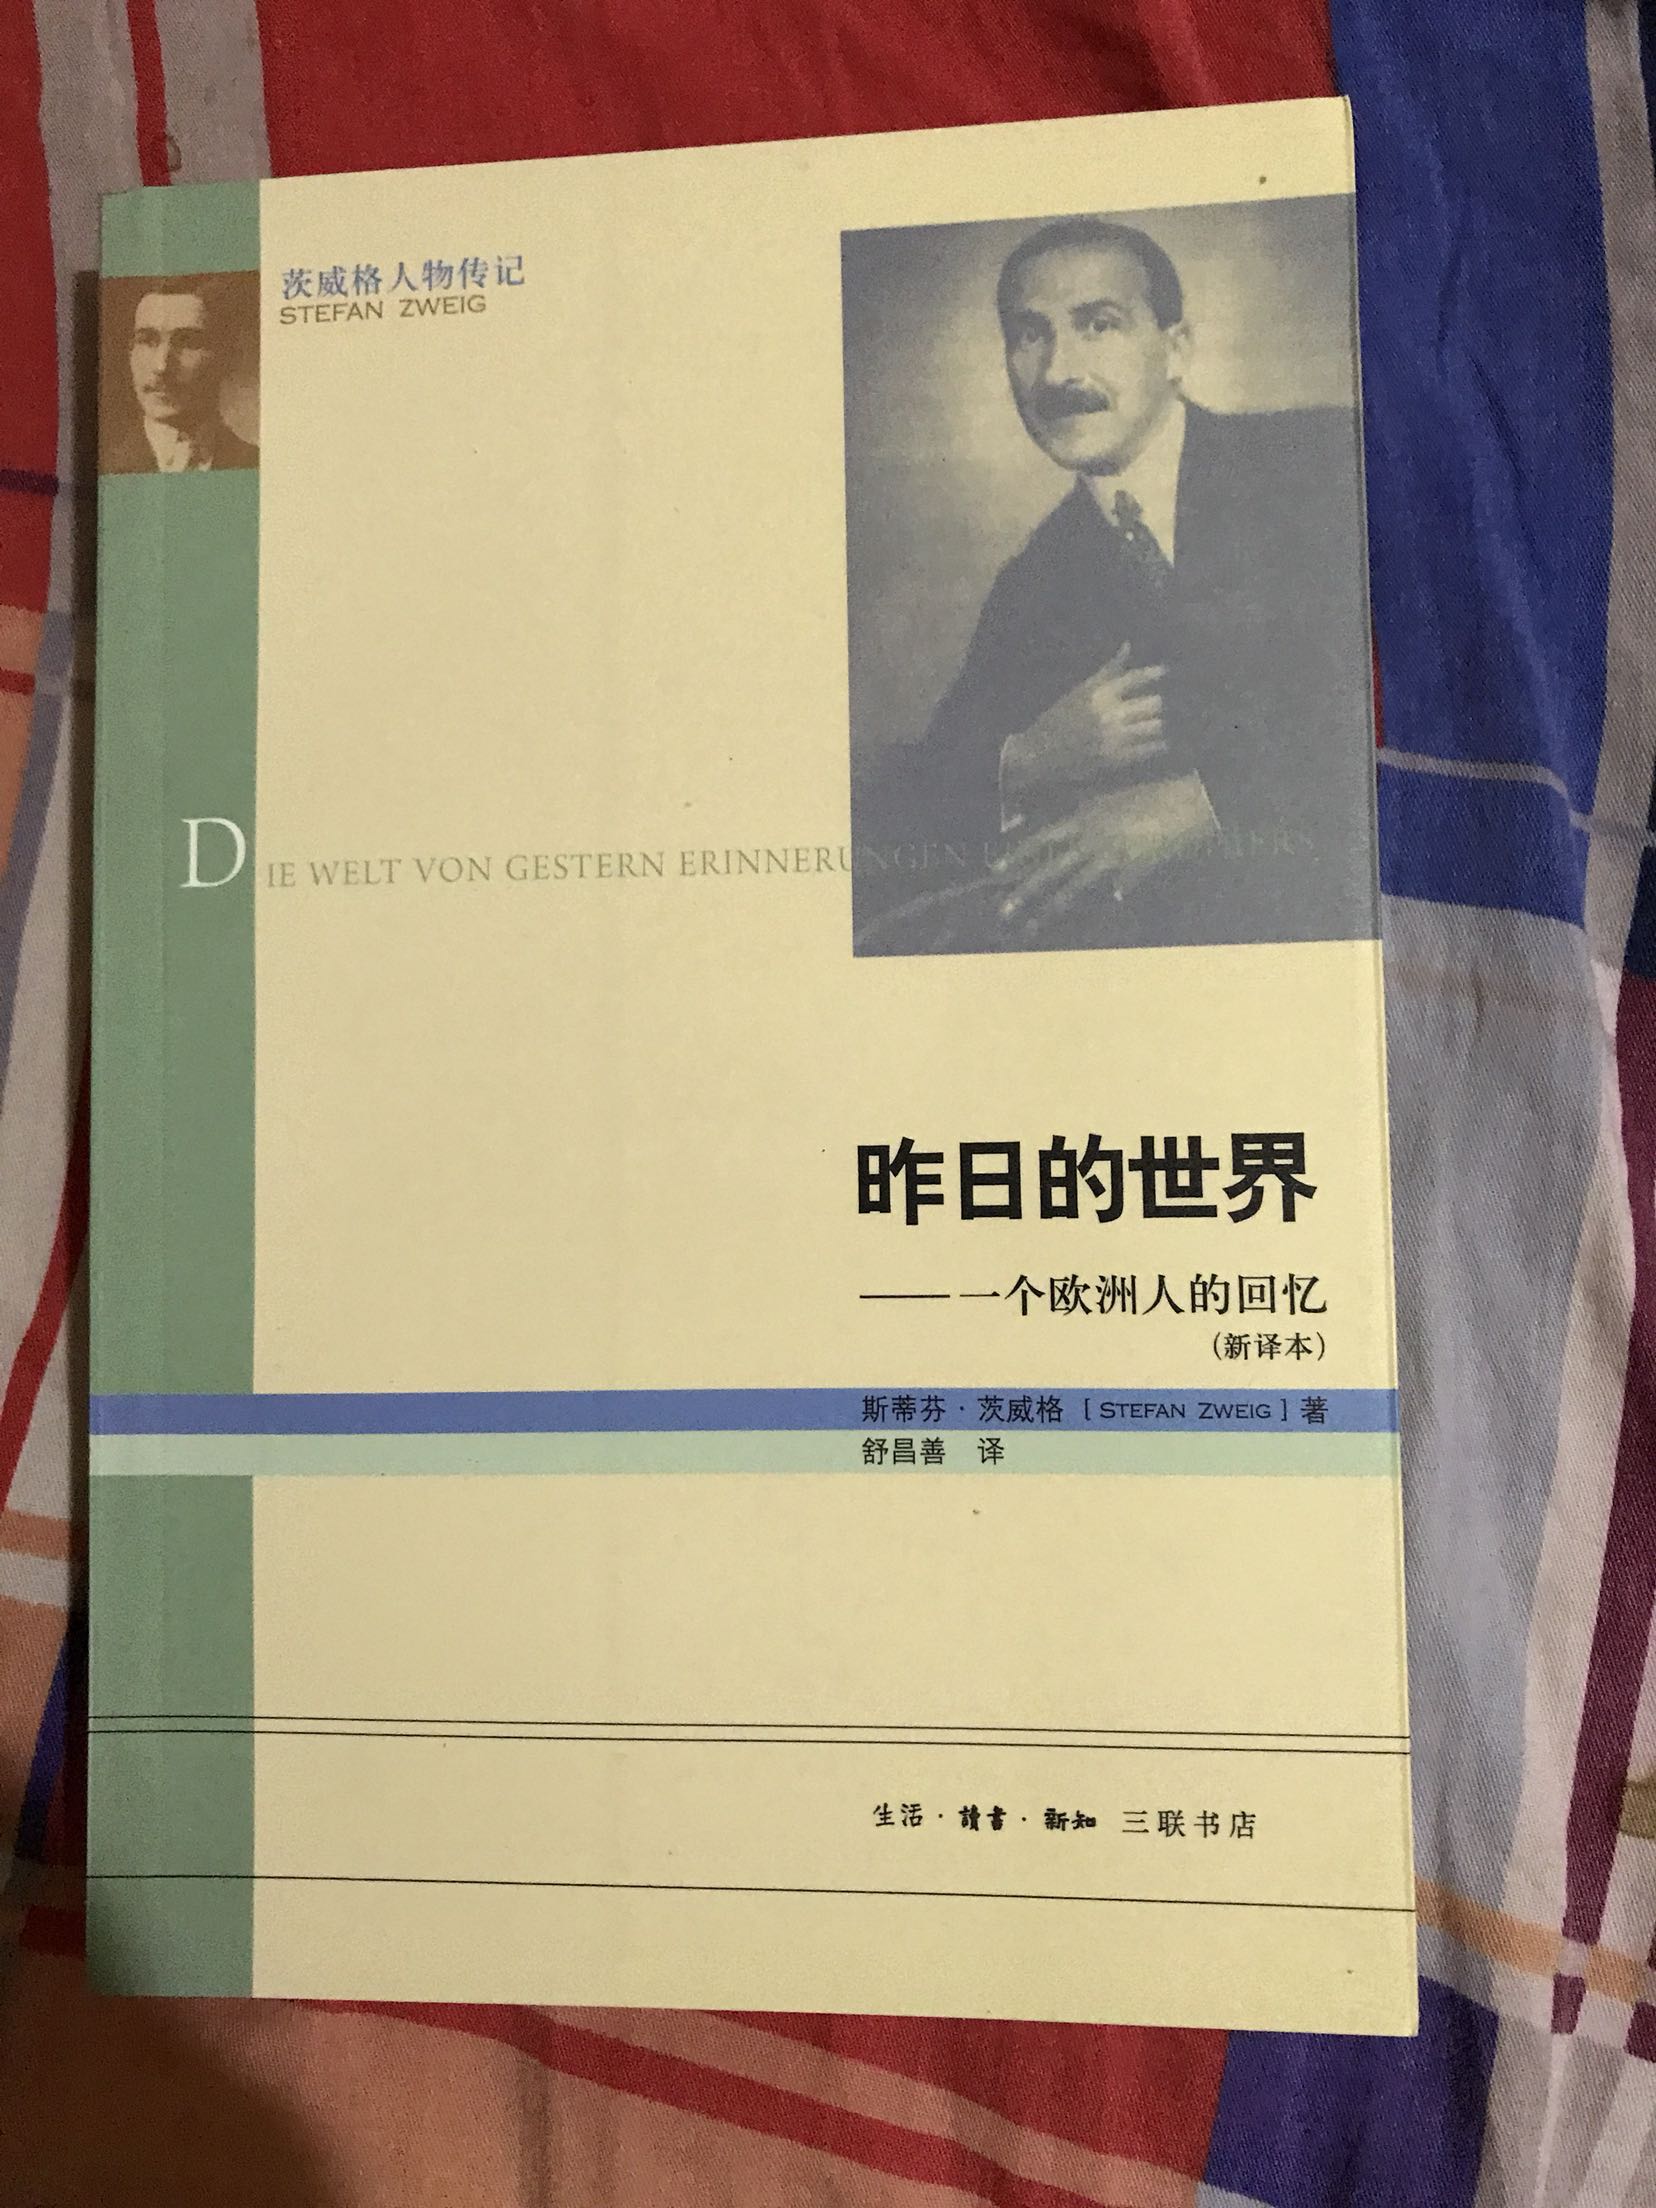 茨威格人物传记
STEFAN ZWEIG
DIE WELT VON GESTERN ERINNERUNGEN
昨日的世界
——一个欧洲人的回忆
(新译本)
斯蒂芬·茨威格 [STEFAN ZWEIG] 著
舒昌善 译
生活·讀書·新知 三联书店